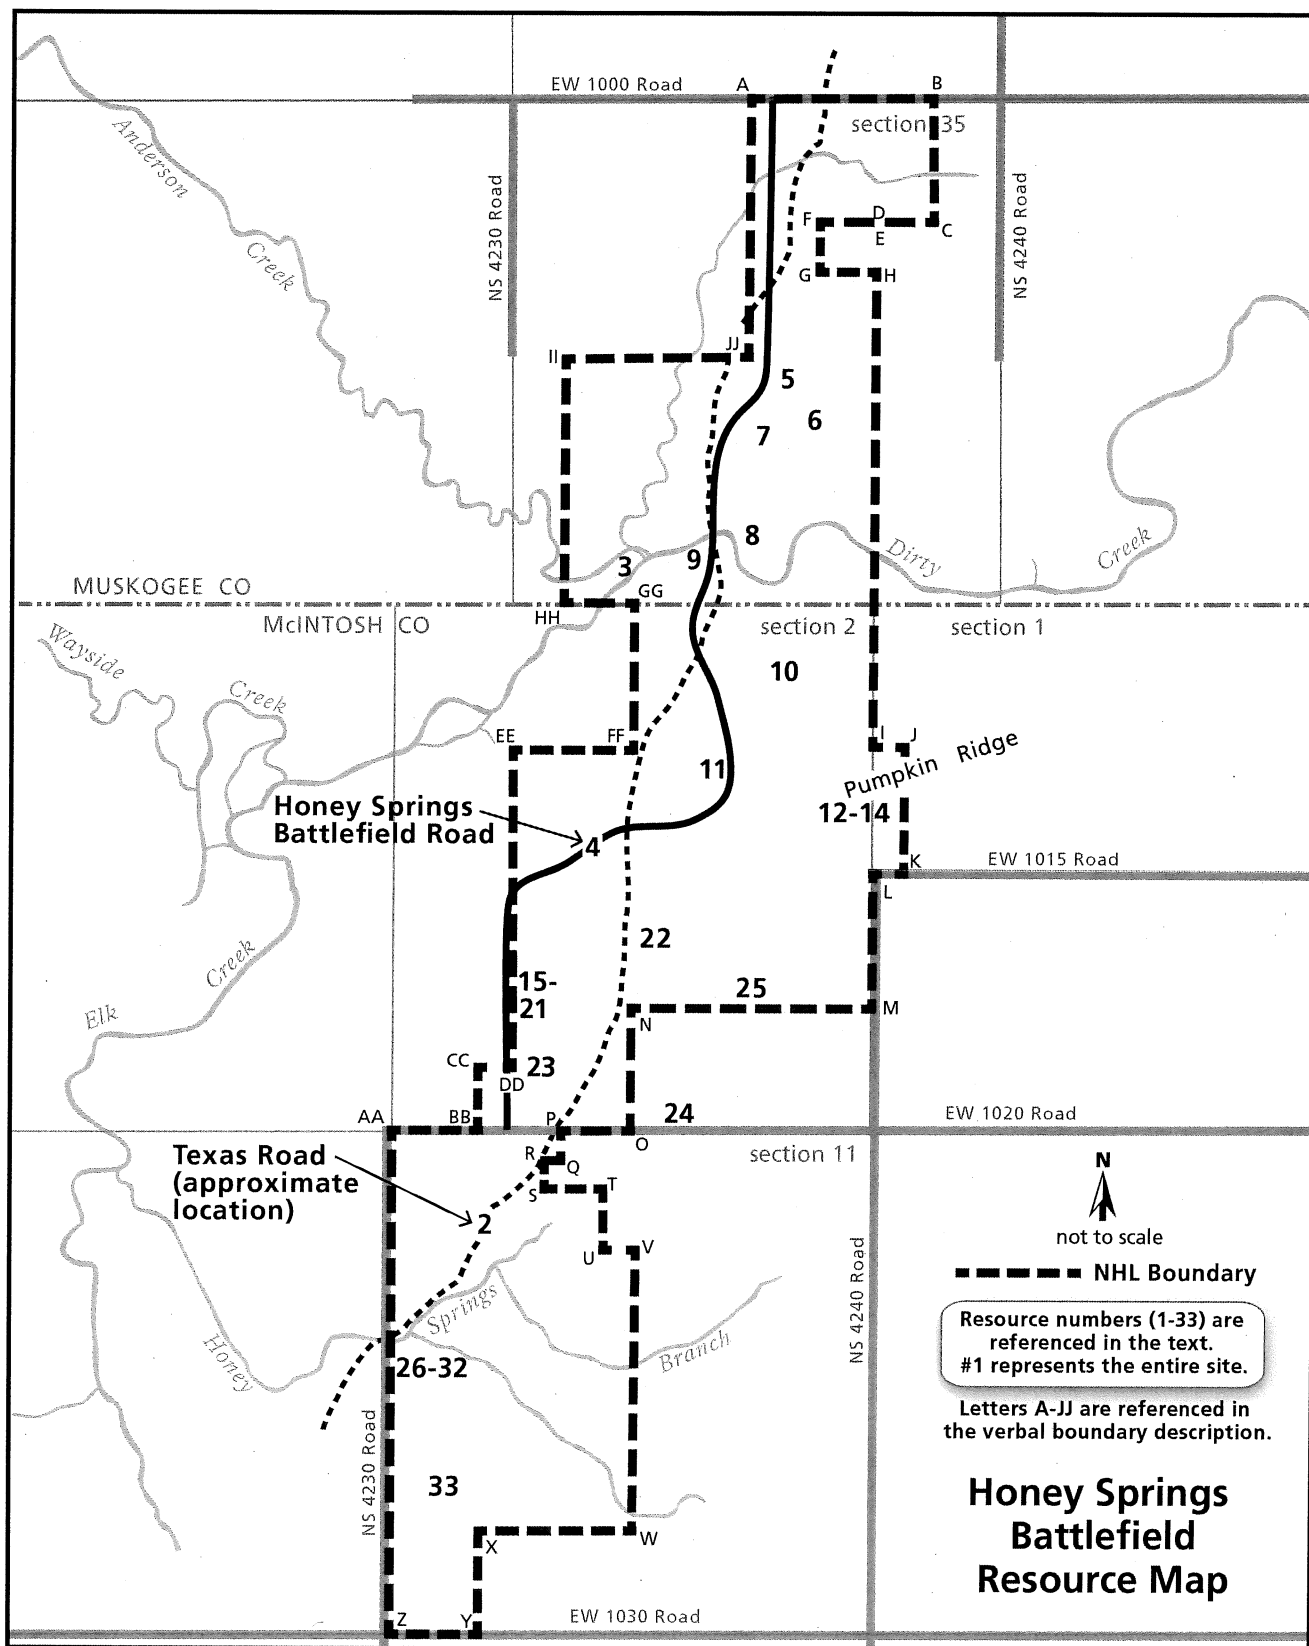 EW 1000 Road
A
B
section 35
Anderson
Creek
NS 4230 Road
NS 4240 Road
F
D
E
C
G
H
II
JJ
5
6
7
8
9
3
Dirty
Creek
MUSKOGEE CO
GG
HH
McINTOSH CO
section 2
section 1
Wayside
Creek
10
EE
FF
I
J
Pumpkin Ridge
11
12-14
Honey Springs
Battlefield Road
4
K
EW 1015 Road
L
22
15-
21
25
M
N
Creek
Elk
CC
23
DD
AA
BB
P
24
O
EW 1020 Road
section 11
Texas Road
(approximate
location)
R
Q
S
T
2
U
V
Springs
Branch
Honey
26-32
NS 4230 Road
33
NS 4240 Road
W
X
Z
Y
EW 1030 Road
N
not to scale
NHL Boundary
Resource numbers (1-33) are
referenced in the text.
#1 represents the entire site.
Letters A-JJ are referenced in
the verbal boundary description.
Honey Springs
Battlefield
Resource Map